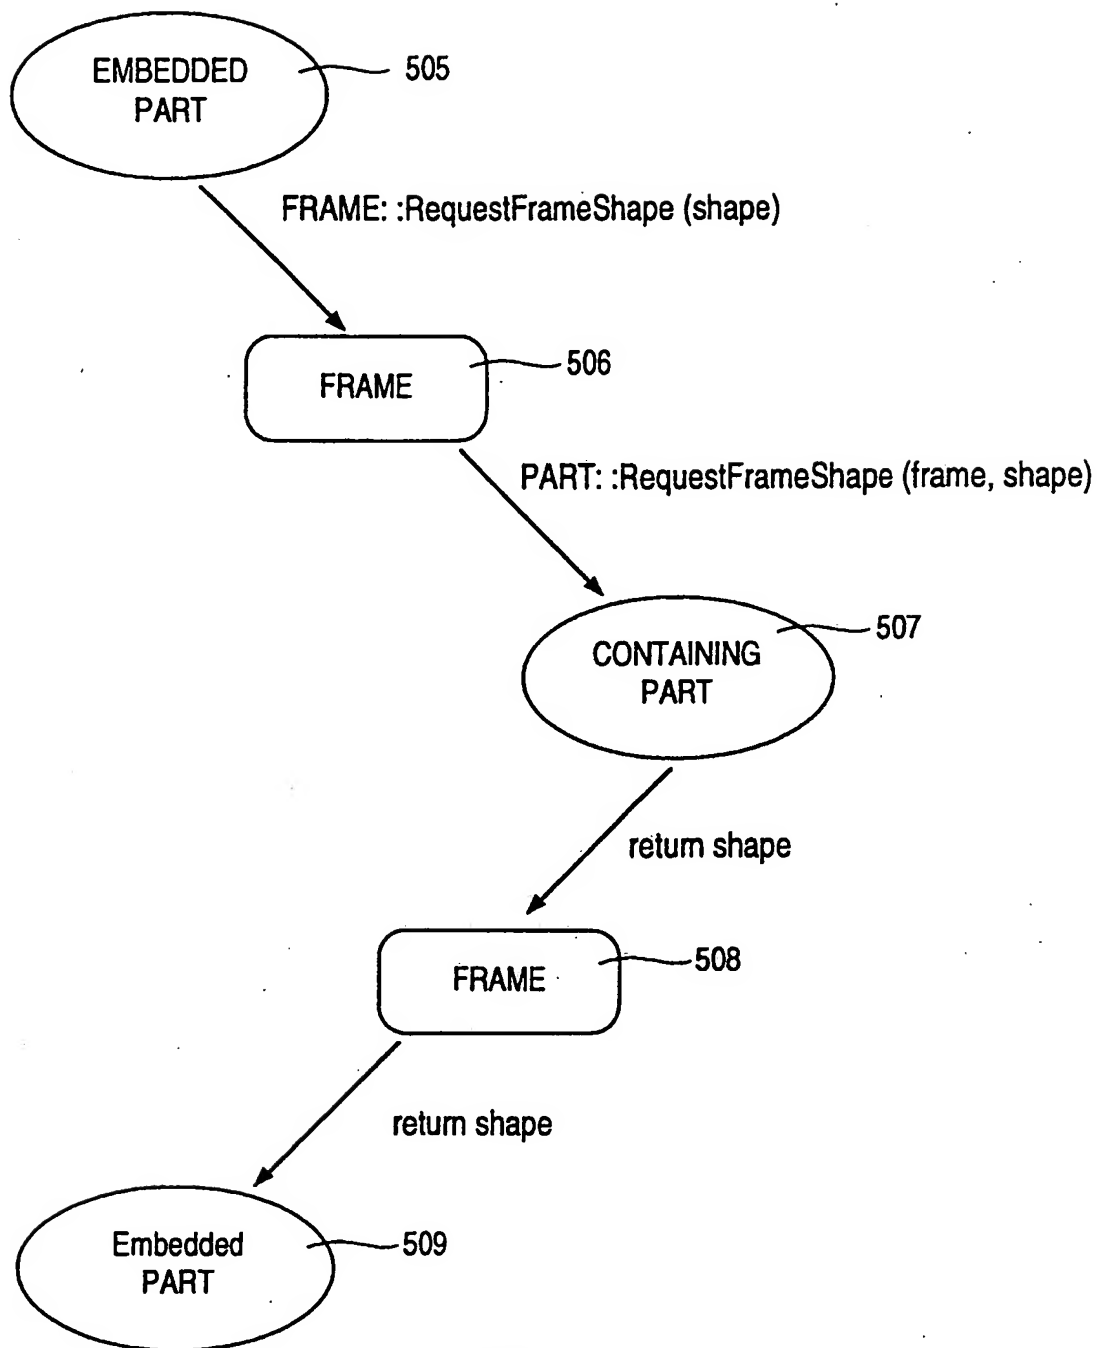 EMBEDDED
PART
505
FRAME: :RequestFrameShape (shape)
FRAME
506
PART: :RequestFrameShape (frame, shape)
CONTAINING
PART
507
return shape
FRAME
508
return shape
Embedded
PART
509